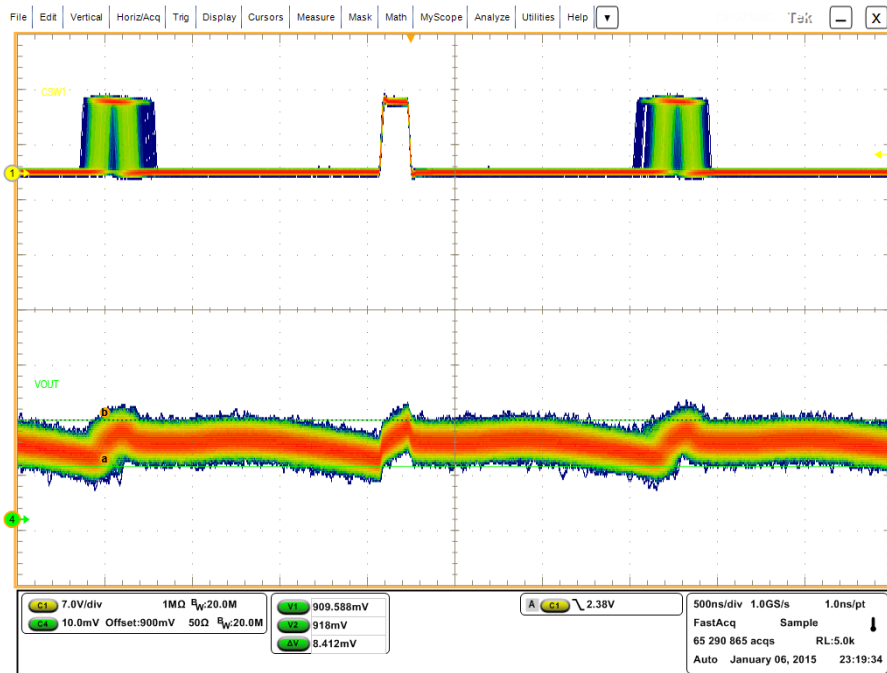 File Edit Vertical Horiz/Acq Trig Display Cursors Measure Mask Math MyScope Analyze Utilities Help Tek X
CSW1
1
VOUT
b
a
4
C1 7.0V/div 1MΩ BW:20.0M
C4 10.0mV Offset:900mV 50Ω BW:20.0M
V1 909.588mV
V2 918mV
ΔV 8.412mV
A C1 2.38V
500ns/div 1.0GS/s 1.0ns/pt
FastAcq Sample
65 290 865 acqs RL:5.0k
Auto January 06, 2015 23:19:34